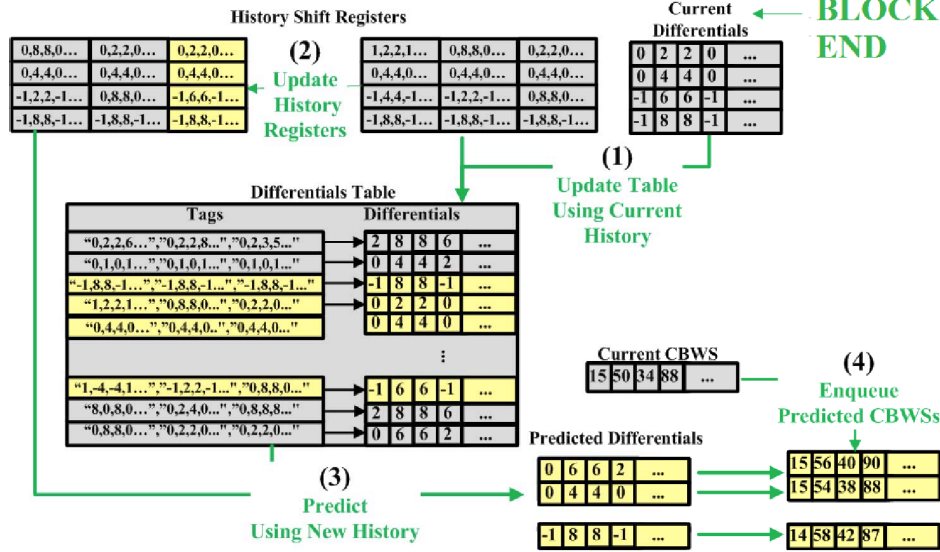 History Shift Registers
Current
Differentials
BLOCK
END
0,8,8,0… 0,2,2,0… 0,2,2,0…
0,4,4,0… 0,4,4,0… 0,4,4,0…
-1,2,2,-1… 0,8,8,0… -1,6,6,-1…
-1,8,8,-1… -1,8,8,-1… -1,8,8,-1…
(2)
Update
History
Registers
1,2,2,1… 0,8,8,0… 0,2,2,0…
0,4,4,0… 0,4,4,0… 0,4,4,0…
-1,4,4,-1… -1,2,2,-1… 0,8,8,0…
-1,8,8,-1… -1,8,8,-1… -1,8,8,-1…
0 2 2 0 ...
0 4 4 0
-1 6 6 -1
-1 8 8 -1 ...
(1)
Update Table
Using Current
History
Differentials Table
Tags Differentials
“0,2,2,6…”,”0,2,2,8...",”0,2,3,5..." 2 8 8 6 ...
“0,1,0,1…”,”0,1,0,1...",”0,1,0,1..." 0 4 4 2 ...
“-1,8,8,-1…”,”-1,8,8,-1...",”-1,8,8,-1..." -1 8 8 -1
“1,2,2,1…”,”0,8,8,0...",”0,2,2,0..." 0 2 2 0 ...
“0,4,4,0…”,”0,4,4,0..",”0,4,4,0..." 0 4 4 0
⋮
“1,-4,-4,1…”,”-1,2,2,-1...",”0,8,8,0..." -1 6 6 -1 ...
“8,0,8,0…”,”0,2,4,0...",”0,8,8,8..." 2 8 8 6 ...
“0,8,8,0…”,”0,2,2,0...",”0,2,2,0..." 0 6 6 2 ...
Current CBWS
15 50 34 88 ...
(4)
Enqueue
Predicted CBWSs
(3)
Predict
Using New History
Predicted Differentials
0 6 6 2 ...
0 4 4 0 ...
-1 8 8 -1 ...
15 56 40 90 ...
15 54 38 88 ...
14 58 42 87 ...